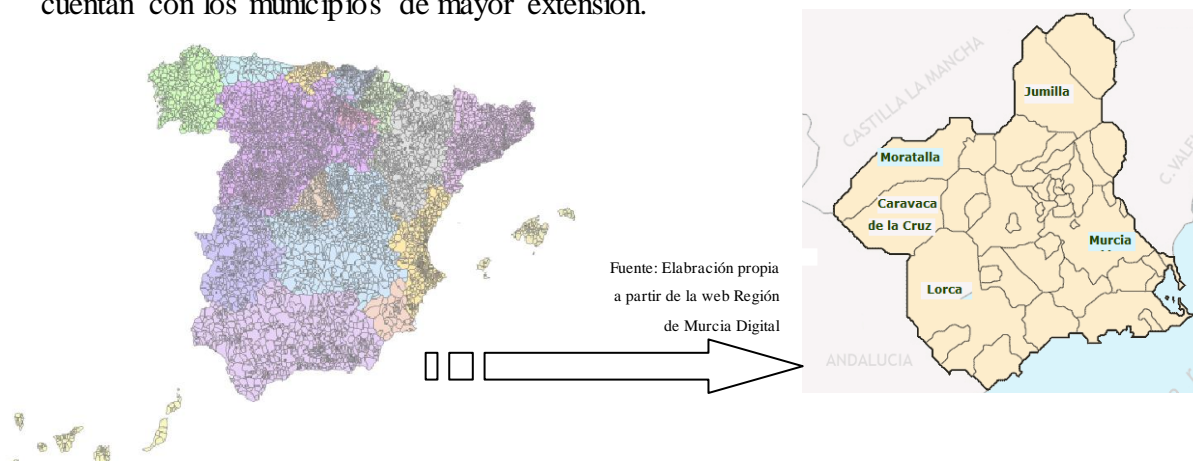 cuentan con los municipios de mayor extensión.
CASTILLA LA MANCHA
Jumilla
Moratalla
Caravaca
de la Cruz
Murcia
Lorca
ANDALUCIA
Fuente: Elabración propia
a partir de la web Región
de Murcia Digital